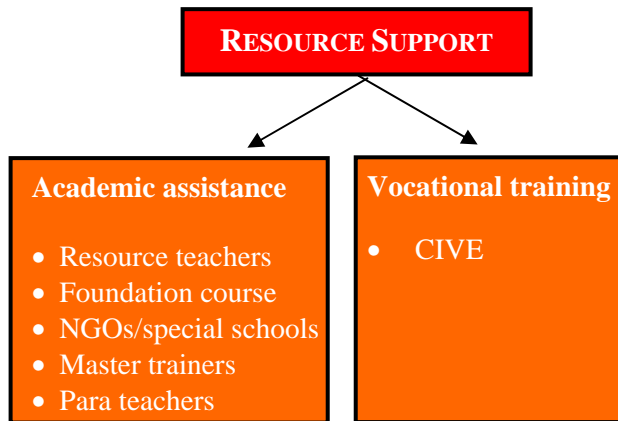 RESOURCE SUPPORT
Academic assistance
• Resource teachers
• Foundation course
• NGOs/special schools
• Master trainers
• Para teachers
Vocational training
• CIVE